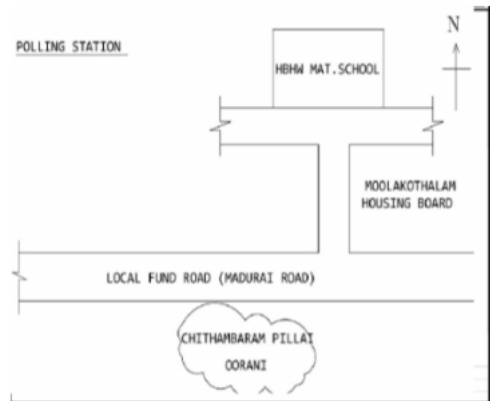 N
POLLING STATION
HBHW MAT.SCHOOL
MOOLAKOTHALAM
HOUSING BOARD
LOCAL FUND ROAD (MADURAI ROAD)
CHITHAMBARAM PILLAI
OORANI